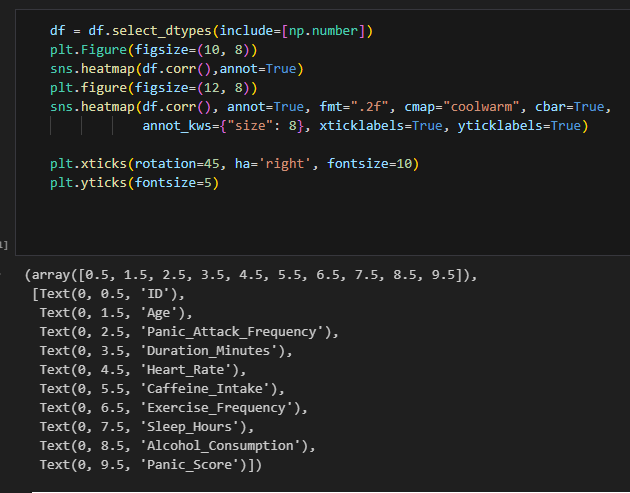 df = df.select_dtypes(include=[np.number])
plt.Figure(figsize=(10, 8))
sns.heatmap(df.corr(),annot=True)
plt.figure(figsize=(12, 8))
sns.heatmap(df.corr(), annot=True, fmt=".2f", cmap="coolwarm", cbar=True,
            annot_kws={"size": 8}, xticklabels=True, yticklabels=True)
plt.xticks(rotation=45, ha='right', fontsize=10)
plt.yticks(fontsize=5)
]
(array([0.5, 1.5, 2.5, 3.5, 4.5, 5.5, 6.5, 7.5, 8.5, 9.5]),
 [Text(0, 0.5, 'ID'),
  Text(0, 1.5, 'Age'),
  Text(0, 2.5, 'Panic_Attack_Frequency'),
  Text(0, 3.5, 'Duration_Minutes'),
  Text(0, 4.5, 'Heart_Rate'),
  Text(0, 5.5, 'Caffeine_Intake'),
  Text(0, 6.5, 'Exercise_Frequency'),
  Text(0, 7.5, 'Sleep_Hours'),
  Text(0, 8.5, 'Alcohol_Consumption'),
  Text(0, 9.5, 'Panic_Score')])